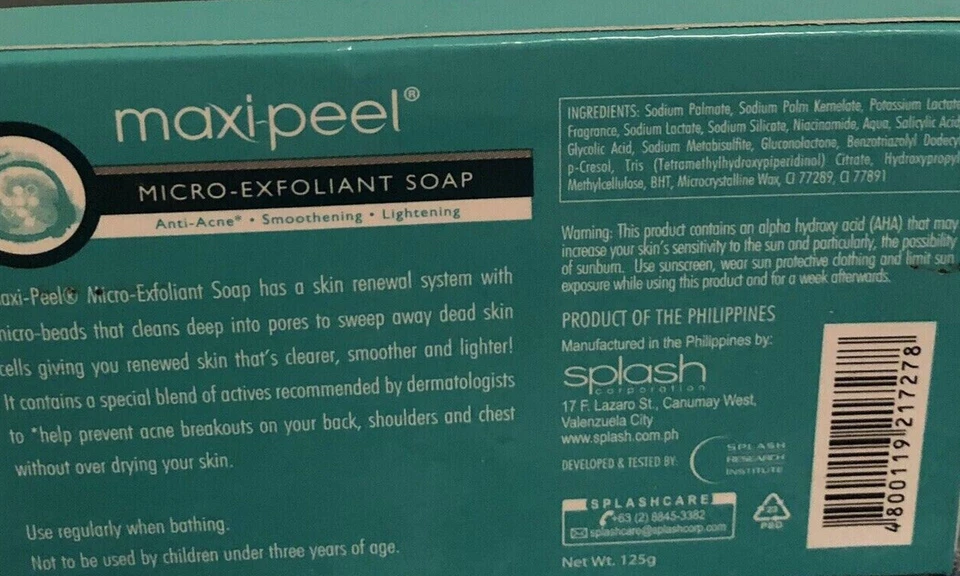 maxi-peel®
MICRO-EXFOLIANT SOAP
Anti-Acne* • Smoothening • Lightening
axi-Peel® Micro-Exfoliant Soap has a skin renewal system with
micro-beads that cleans deep into pores to sweep away dead skin
cells giving you renewed skin that's clearer, smoother and lighter!
It contains a special blend of actives recommended by dermatologists
to *help prevent acne breakouts on your back, shoulders and chest
without over drying your skin.
Use regularly when bathing.
Not to be used by children under three years of age.
INGREDIENTS: Sodium Palmate, Sodium Palm Kernelate, Potassium Lactate
Fragrance, Sodium Lactate, Sodium Silicate, Niacinamide, Aqua, Salicylic Acid
Glycolic Acid, Sodium Metabisulfite, Gluconolactone, Benzotriazolyl Dodecyl
p-Cresol, Tris (Tetramethylhydroxypiperidinol) Citrate, Hydroxypropyl
Methylcellulose, BHT, Microcrystalline Wax, CI 77289, CI 77891
Warning: This product contains an alpha hydroxy acid (AHA) that may
increase your skin's sensitivity to the sun and particularly, the possibility
of sunburn. Use sunscreen, wear sun protective clothing and limit sun
exposure while using this product and for a week afterwards.
PRODUCT OF THE PHILIPPINES
Manufactured in the Philippines by:
splash
corporation
17 F. Lazaro St., Canumay West,
Valenzuela City
www.splash.com.ph
DEVELOPED & TESTED BY:
SPLASH
RESEARCH
INSTITUTE
SPLASHCARE
+63 (2) 8845-3382
splashcare@splashcorp.com
Net Wt. 125g
23
PBD
4 800119 217278